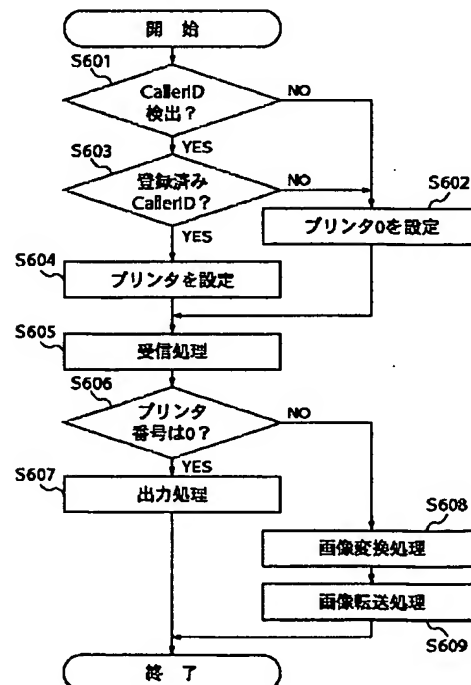 開 始
S601
CallerID
検出？
NO
YES
S603
登録済み
CallerID？
NO
YES
S602
プリンタ0を設定
S604
プリンタを設定
S605
受信処理
S606
プリンタ
番号は0？
NO
YES
S607
出力処理
S608
画像変換処理
画像転送処理
S609
終 了